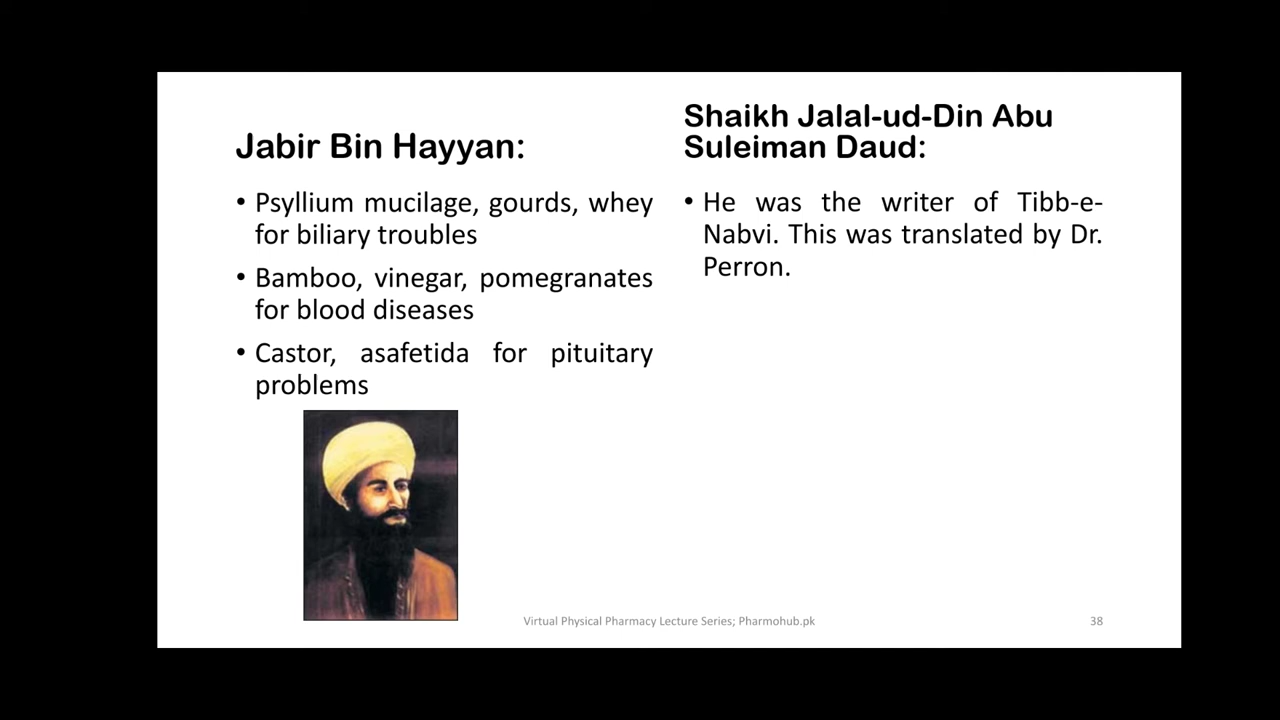 Jabir Bin Hayyan:
• Psyllium mucilage, gourds, whey
for biliary troubles
• Bamboo, vinegar, pomegranates
for blood diseases
• Castor, asafetida for pituitary
problems
Shaikh Jalal-ud-Din Abu
Suleiman Daud:
• He was the writer of Tibb-e-
Nabvi. This was translated by Dr.
Perron.
Virtual Physical Pharmacy Lecture Series; Pharmohub.pk
38